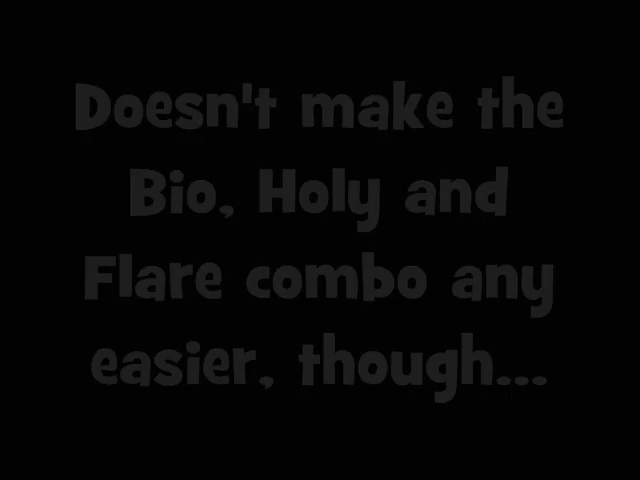 Doesn't make the
Bio, Holy and
Flare combo any
easier, though...